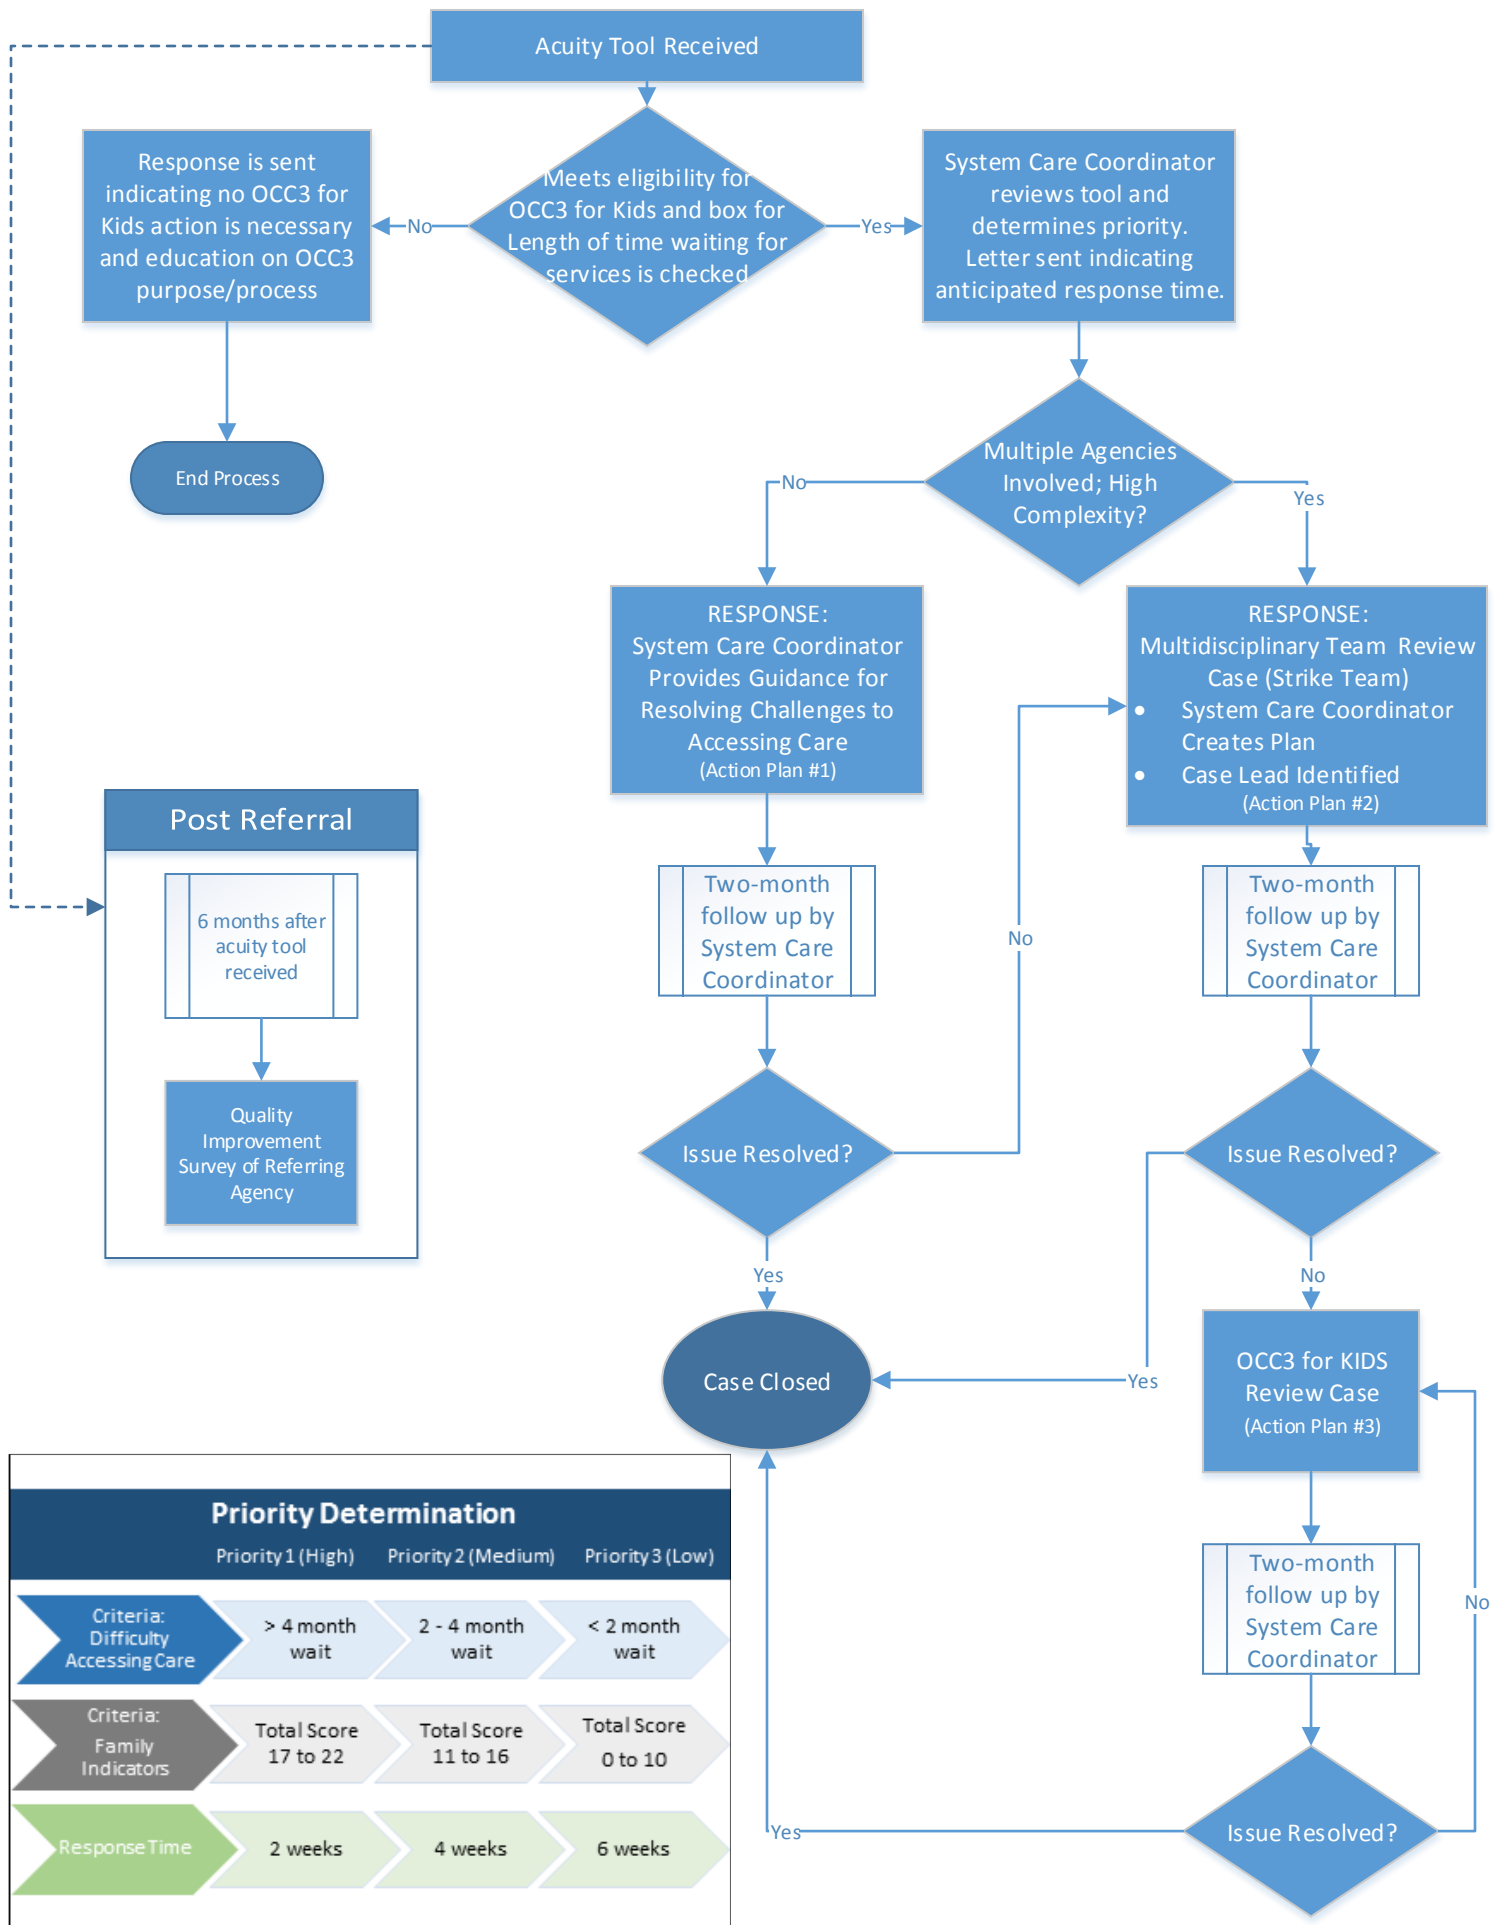 Acuity Tool Received
Response is sent
indicating no OCC3 for
Kids action is necessary
and education on OCC3
purpose/process
No
Meets eligibility for
OCC3 for Kids and box for
Length of time waiting for
services is checked
Yes
System Care Coordinator
reviews tool and
determines priority.
Letter sent indicating
anticipated response time.
End Process
No
Multiple Agencies
Involved; High
Complexity?
Yes
RESPONSE:
System Care Coordinator
Provides Guidance for
Resolving Challenges to
Accessing Care
(Action Plan #1)
RESPONSE:
Multidisciplinary Team Review
Case (Strike Team)
• System Care Coordinator
Creates Plan
• Case Lead Identified
(Action Plan #2)
Post Referral
6 months after
acuity tool
received
Quality
Improvement
Survey of Referring
Agency
Two-month
follow up by
System Care
Coordinator
No
Two-month
follow up by
System Care
Coordinator
Issue Resolved?
Issue Resolved?
Yes
No
Case Closed
Yes
OCC3 for KIDS
Review Case
(Action Plan #3)
Two-month
follow up by
System Care
Coordinator
No
Yes
Issue Resolved?
Priority Determination
Priority 1 (High) Priority 2 (Medium) Priority 3 (Low)
Criteria:
Difficulty
Accessing Care
> 4 month
wait
2 - 4 month
wait
< 2 month
wait
Criteria:
Family
Indicators
Total Score
17 to 22
Total Score
11 to 16
Total Score
0 to 10
Response Time
2 weeks
4 weeks
6 weeks